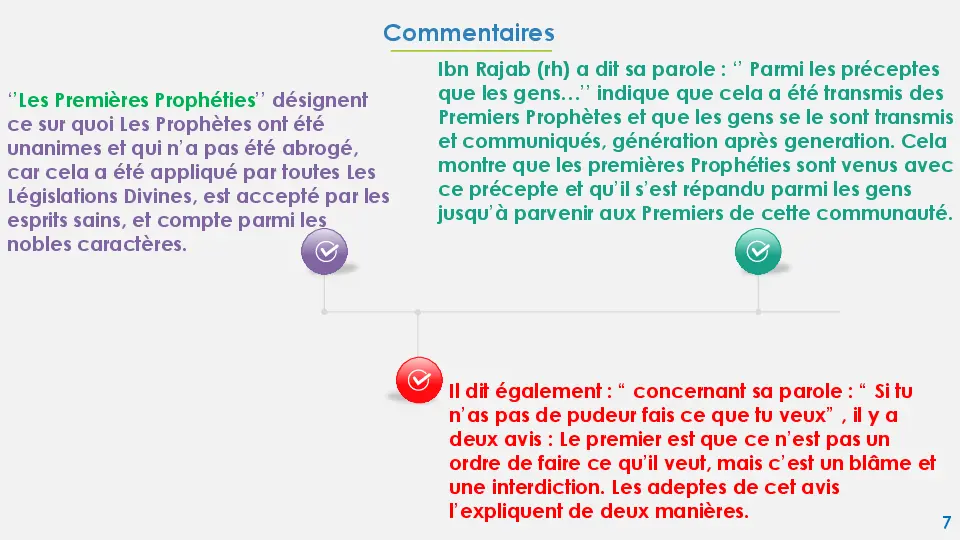 Commentaires
‘’Les Premières Prophéties’’ désignent
ce sur quoi Les Prophètes ont été
unanimes et qui n’a pas été abrogé,
car cela a été appliqué par toutes Les
Législations Divines, est accepté par les
esprits sains, et compte parmi les
nobles caractères.
Ibn Rajab (rh) a dit sa parole : ‘’ Parmi les préceptes
que les gens…’’ indique que cela a été transmis des
Premiers Prophètes et que les gens se le sont transmis
et communiqués, génération après generation. Cela
montre que les premières Prophéties sont venus avec
ce précepte et qu’il s’est répandu parmi les gens
jusqu’à parvenir aux Premiers de cette communauté.
Il dit également : “ concernant sa parole : “ Si tu
n’as pas de pudeur fais ce que tu veux” , il y a
deux avis : Le premier est que ce n’est pas un
ordre de faire ce qu’il veut, mais c’est un blâme et
une interdiction. Les adeptes de cet avis
l’expliquent de deux manières.
7